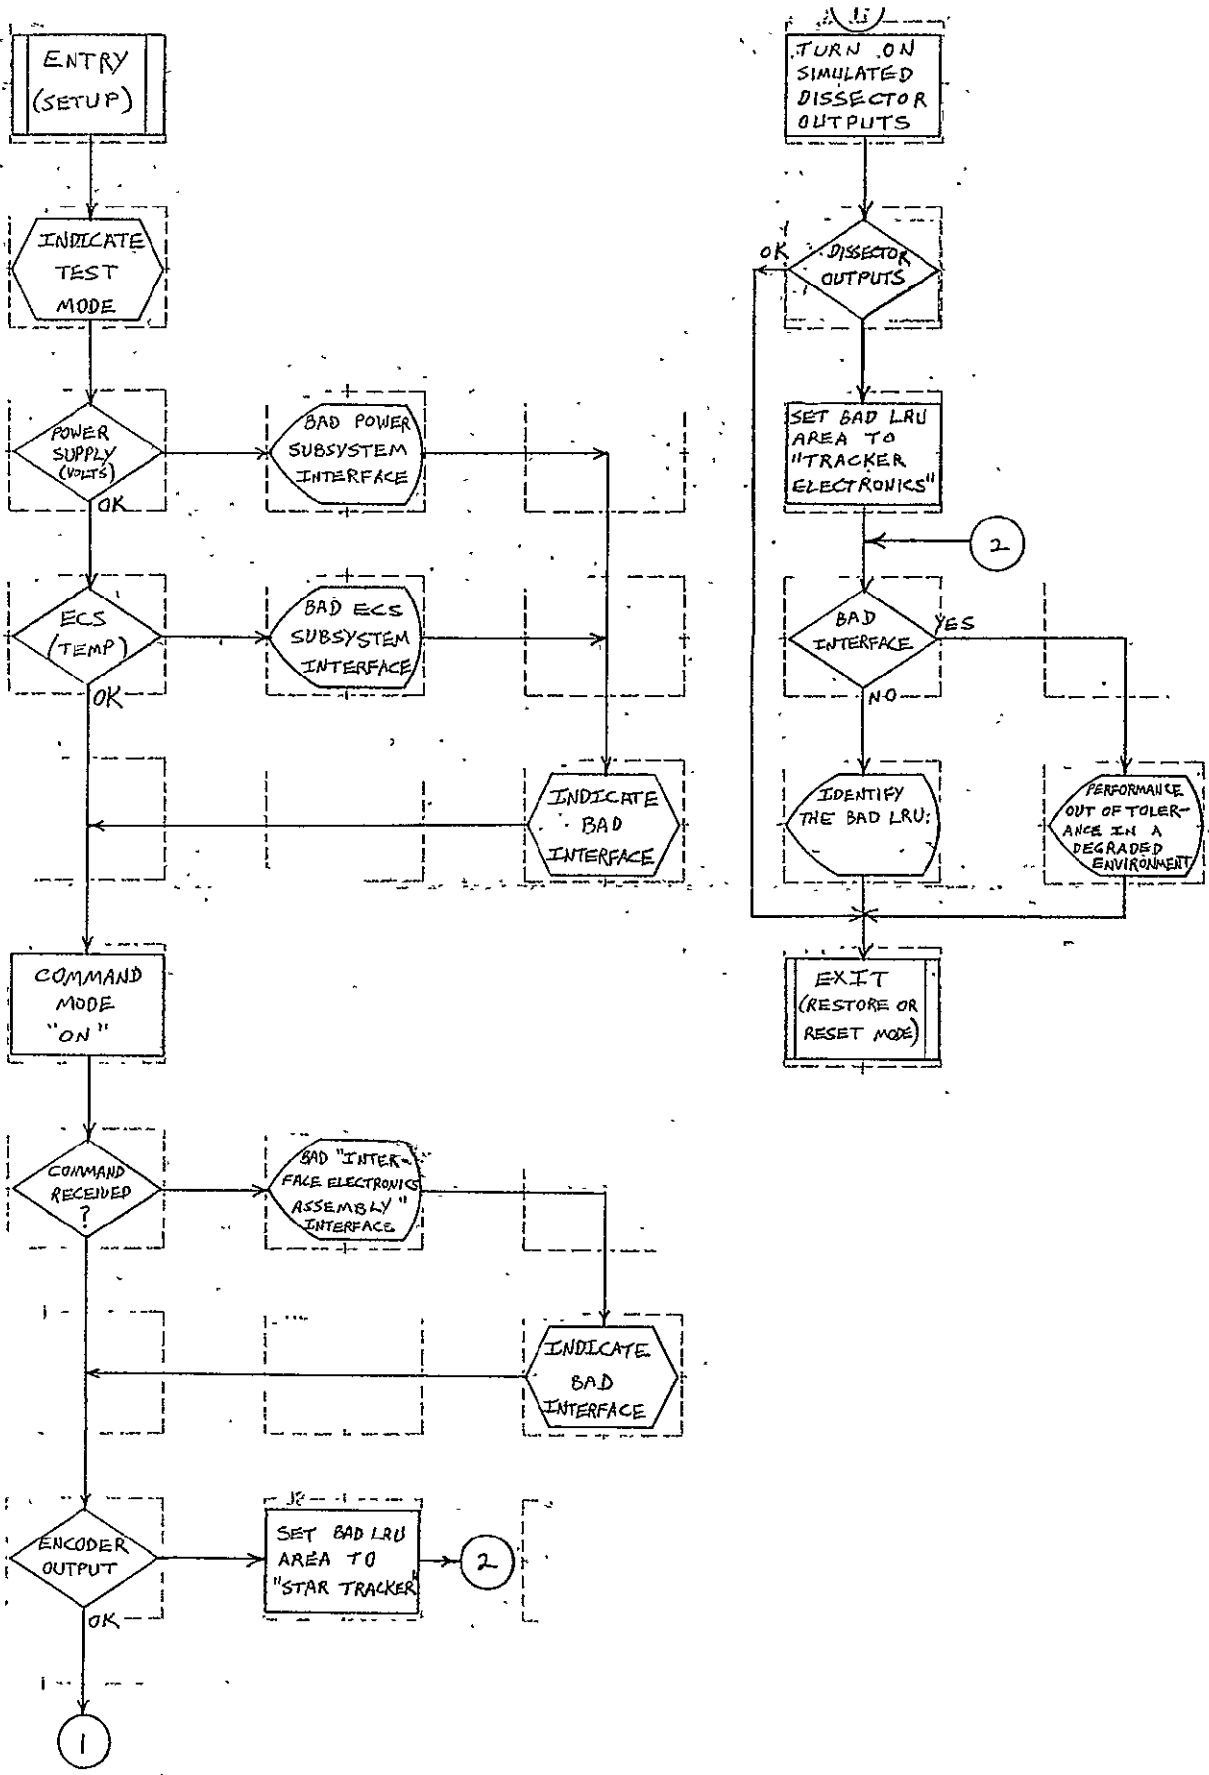 ENTRY
(SETUP)
INDICATE
TEST
MODE
POWER
SUPPLY
(VOLTS)
OK
BAD POWER
SUBSYSTEM
INTERFACE
ECS
(TEMP)
OK
BAD ECS
SUBSYSTEM
INTERFACE
INDICATE
BAD
INTERFACE
COMMAND
MODE
"ON"
COMMAND
RECEIVED
?
BAD "INTER-
FACE ELECTRONICS
ASSEMBLY"
INTERFACE
INDICATE
BAD
INTERFACE
ENCODER
OUTPUT
OK
SET BAD LRU
AREA TO
"STAR TRACKER"
2
1
1
TURN ON
SIMULATED
DISSECTOR
OUTPUTS
DISSECTOR
OUTPUTS
OK
SET BAD LRU
AREA TO
"TRACKER
ELECTRONICS"
2
BAD
INTERFACE
YES
NO
IDENTIFY
THE BAD LRU:
PERFORMANCE
OUT OF TOLER-
ANCE IN A
DEGRADED
ENVIRONMENT
EXIT
(RESTORE OR
RESET MODE)